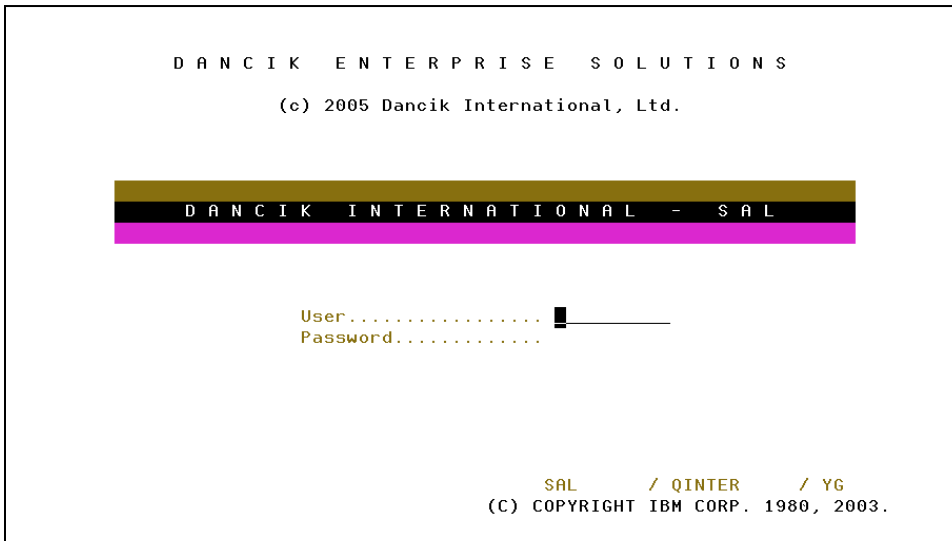 D A N C I K   E N T E R P R I S E   S O L U T I O N S
(c) 2005 Dancik International, Ltd.
D A N C I K   I N T E R N A T I O N A L  -  S A L
User.................
Password.............
SAL / QINTER / YG
(C) COPYRIGHT IBM CORP. 1980, 2003.